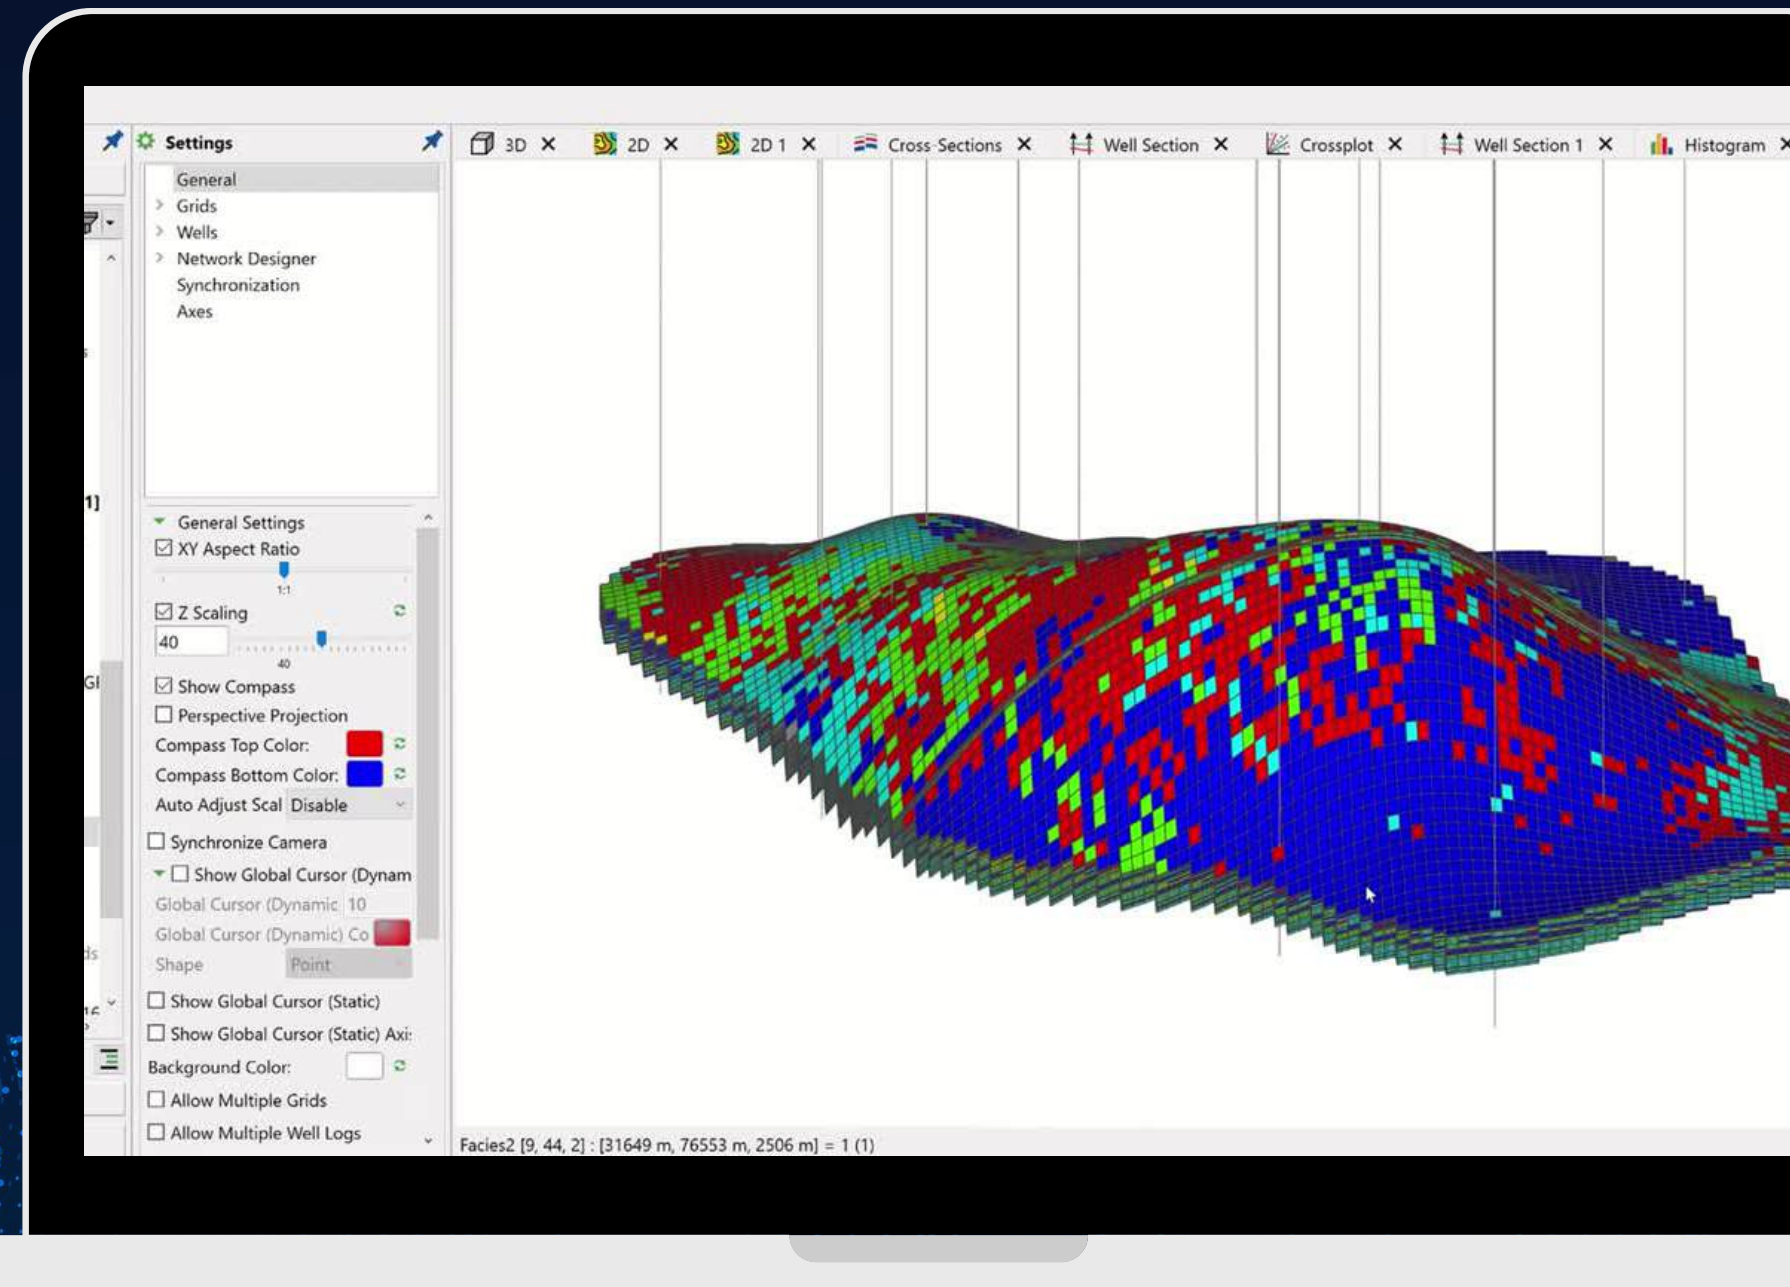 Settings
3D
2D
2D 1
Cross-Sections
Well Section
Crossplot
Well Section 1
Histogram
General
Grids
Wells
Network Designer
Synchronization
Axes
1]
General Settings
XY Aspect Ratio
1:1
Z Scaling
40
40
Show Compass
Perspective Projection
Compass Top Color:
Compass Bottom Color:
Auto Adjust Scal Disable
Synchronize Camera
Show Global Cursor (Dynam
Global Cursor (Dynamic 10
Global Cursor (Dynamic) Co
Shape Point
Show Global Cursor (Static)
Show Global Cursor (Static) Axi
Background Color:
Allow Multiple Grids
Allow Multiple Well Logs
Facies2 [9, 44, 2] : [31649 m, 76553 m, 2506 m] = 1 (1)